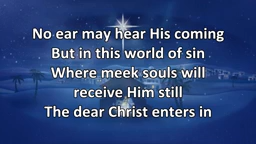 No ear may hear His coming
But in this world of sin
Where meek souls will
receive Him still
The dear Christ enters in